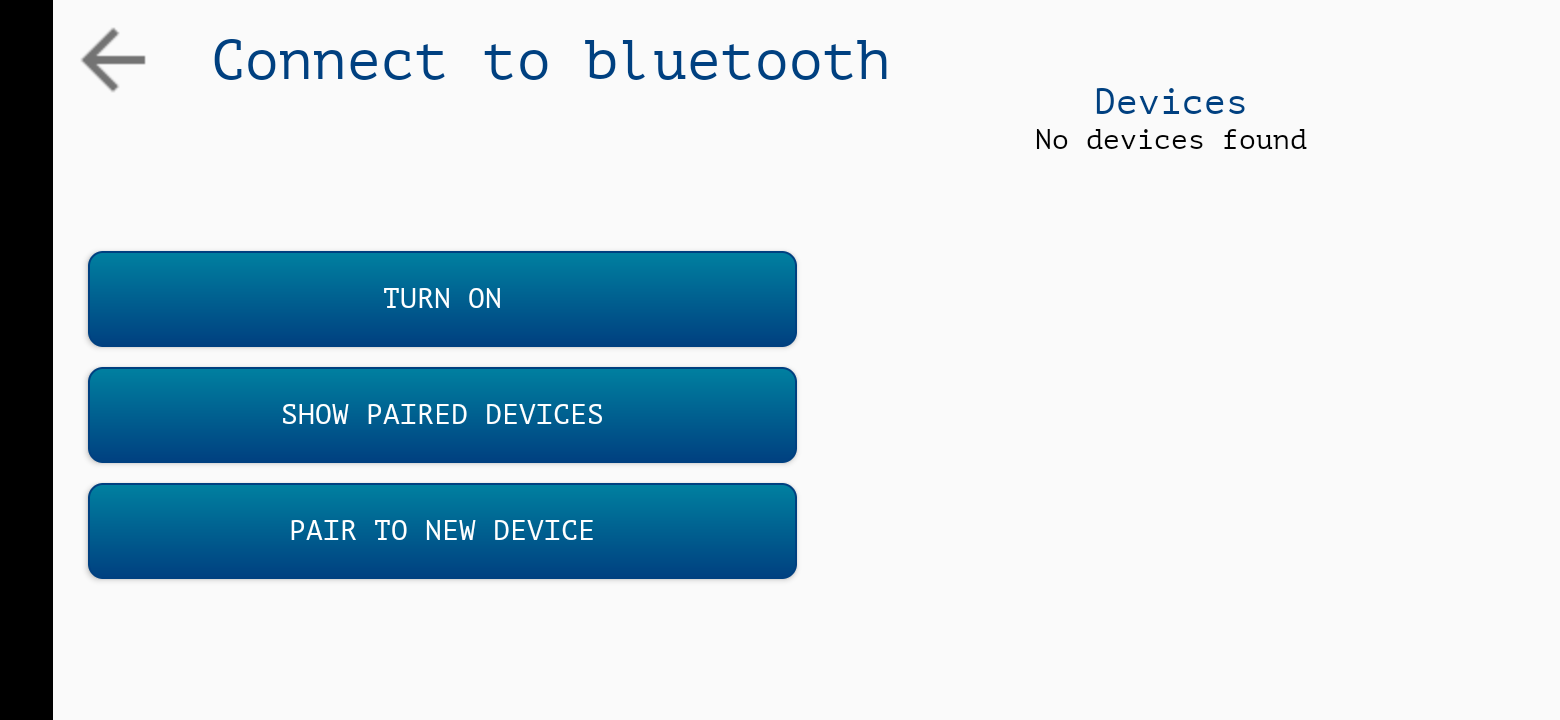 Connect to bluetooth
Devices
No devices found
TURN ON
SHOW PAIRED DEVICES
PAIR TO NEW DEVICE